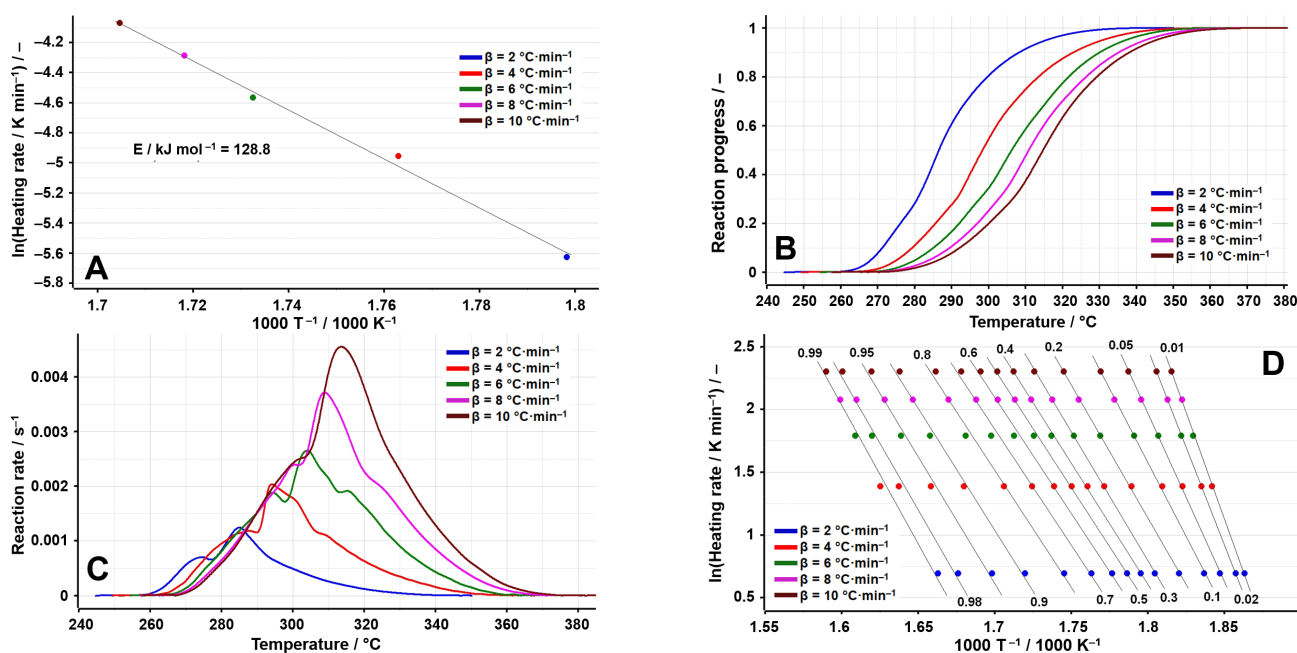 −4.2
−4.4
−4.6
−4.8
−5
−5.2
−5.4
−5.6
−5.8
ln(Heating rate / K min⁻¹) / –
β = 2 °C·min⁻¹
β = 4 °C·min⁻¹
β = 6 °C·min⁻¹
β = 8 °C·min⁻¹
β = 10 °C·min⁻¹
E / kJ mol⁻¹ = 128.8
A
1.7 1.72 1.74 1.76 1.78 1.8
1000 T⁻¹ / 1000 K⁻¹
1
0.8
0.6
0.4
0.2
0
Reaction progress / –
β = 2 °C·min⁻¹
β = 4 °C·min⁻¹
β = 6 °C·min⁻¹
β = 8 °C·min⁻¹
β = 10 °C·min⁻¹
B
240 250 260 270 280 290 300 310 320 330 340 350 360 370 380
Temperature / °C
0.004
0.003
0.002
0.001
0
Reaction rate / s⁻¹
β = 2 °C·min⁻¹
β = 4 °C·min⁻¹
β = 6 °C·min⁻¹
β = 8 °C·min⁻¹
β = 10 °C·min⁻¹
C
240 260 280 300 320 340 360 380
Temperature / °C
2.5
2
1.5
1
0.5
ln(Heating rate / K min⁻¹) / –
0.99 0.95 0.8 0.6 0.4 0.2 0.05 0.01
D
β = 2 °C·min⁻¹
β = 4 °C·min⁻¹
β = 6 °C·min⁻¹
β = 8 °C·min⁻¹
β = 10 °C·min⁻¹
0.98 0.9 0.7 0.5 0.3 0.1 0.02
1.55 1.6 1.65 1.7 1.75 1.8 1.85
1000 T⁻¹ / 1000 K⁻¹